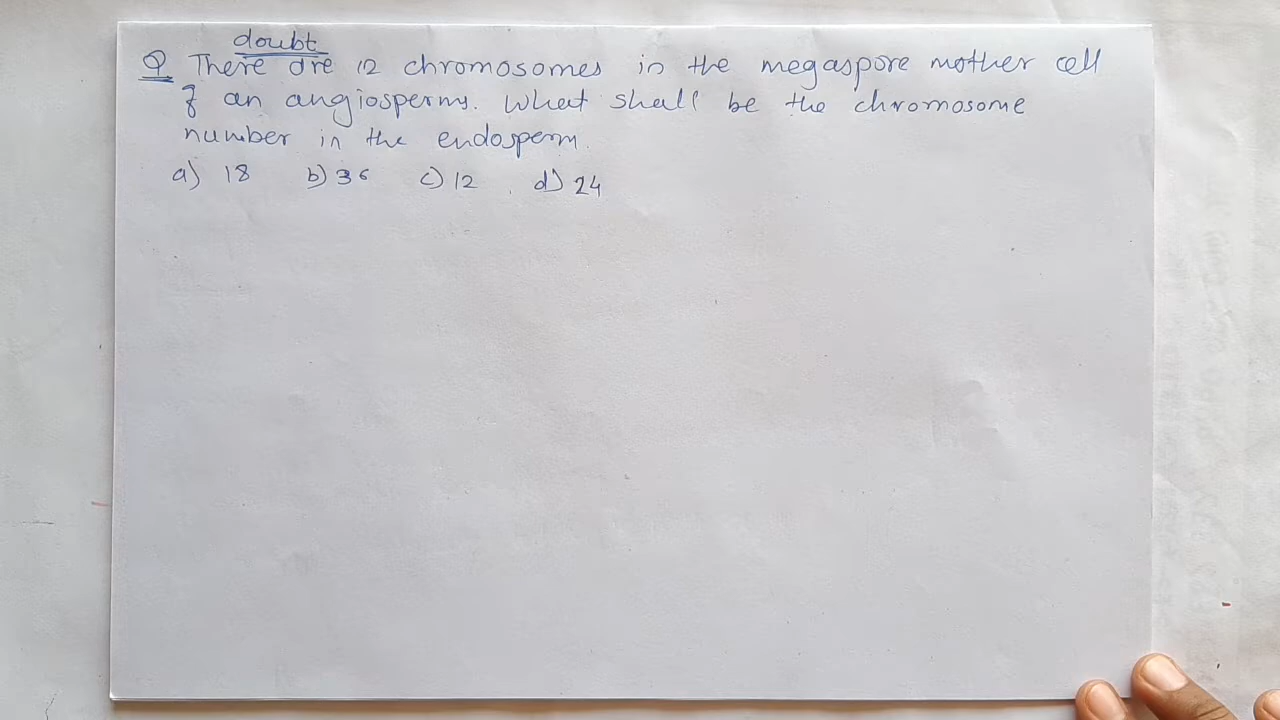 doubt
Q There are 12 chromosomes in the megaspore mother cell
of an angiosperms. What shall be the chromosome
number in the endosperm.
a) 18 b) 36 c) 12 d) 24